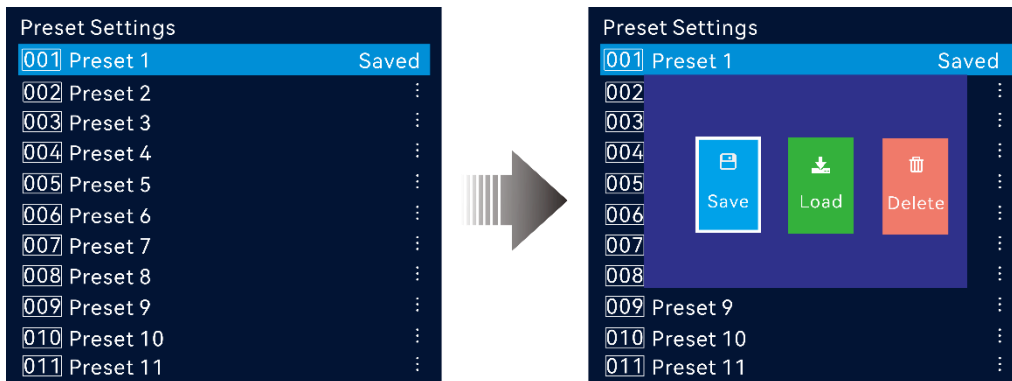 Preset Settings
001 Preset 1 Saved
002 Preset 2
003 Preset 3
004 Preset 4
005 Preset 5
006 Preset 6
007 Preset 7
008 Preset 8
009 Preset 9
010 Preset 10
011 Preset 11
Preset Settings
001 Preset 1 Saved
002
003
004
005
006
007
008
Save Load Delete
009 Preset 9
010 Preset 10
011 Preset 11